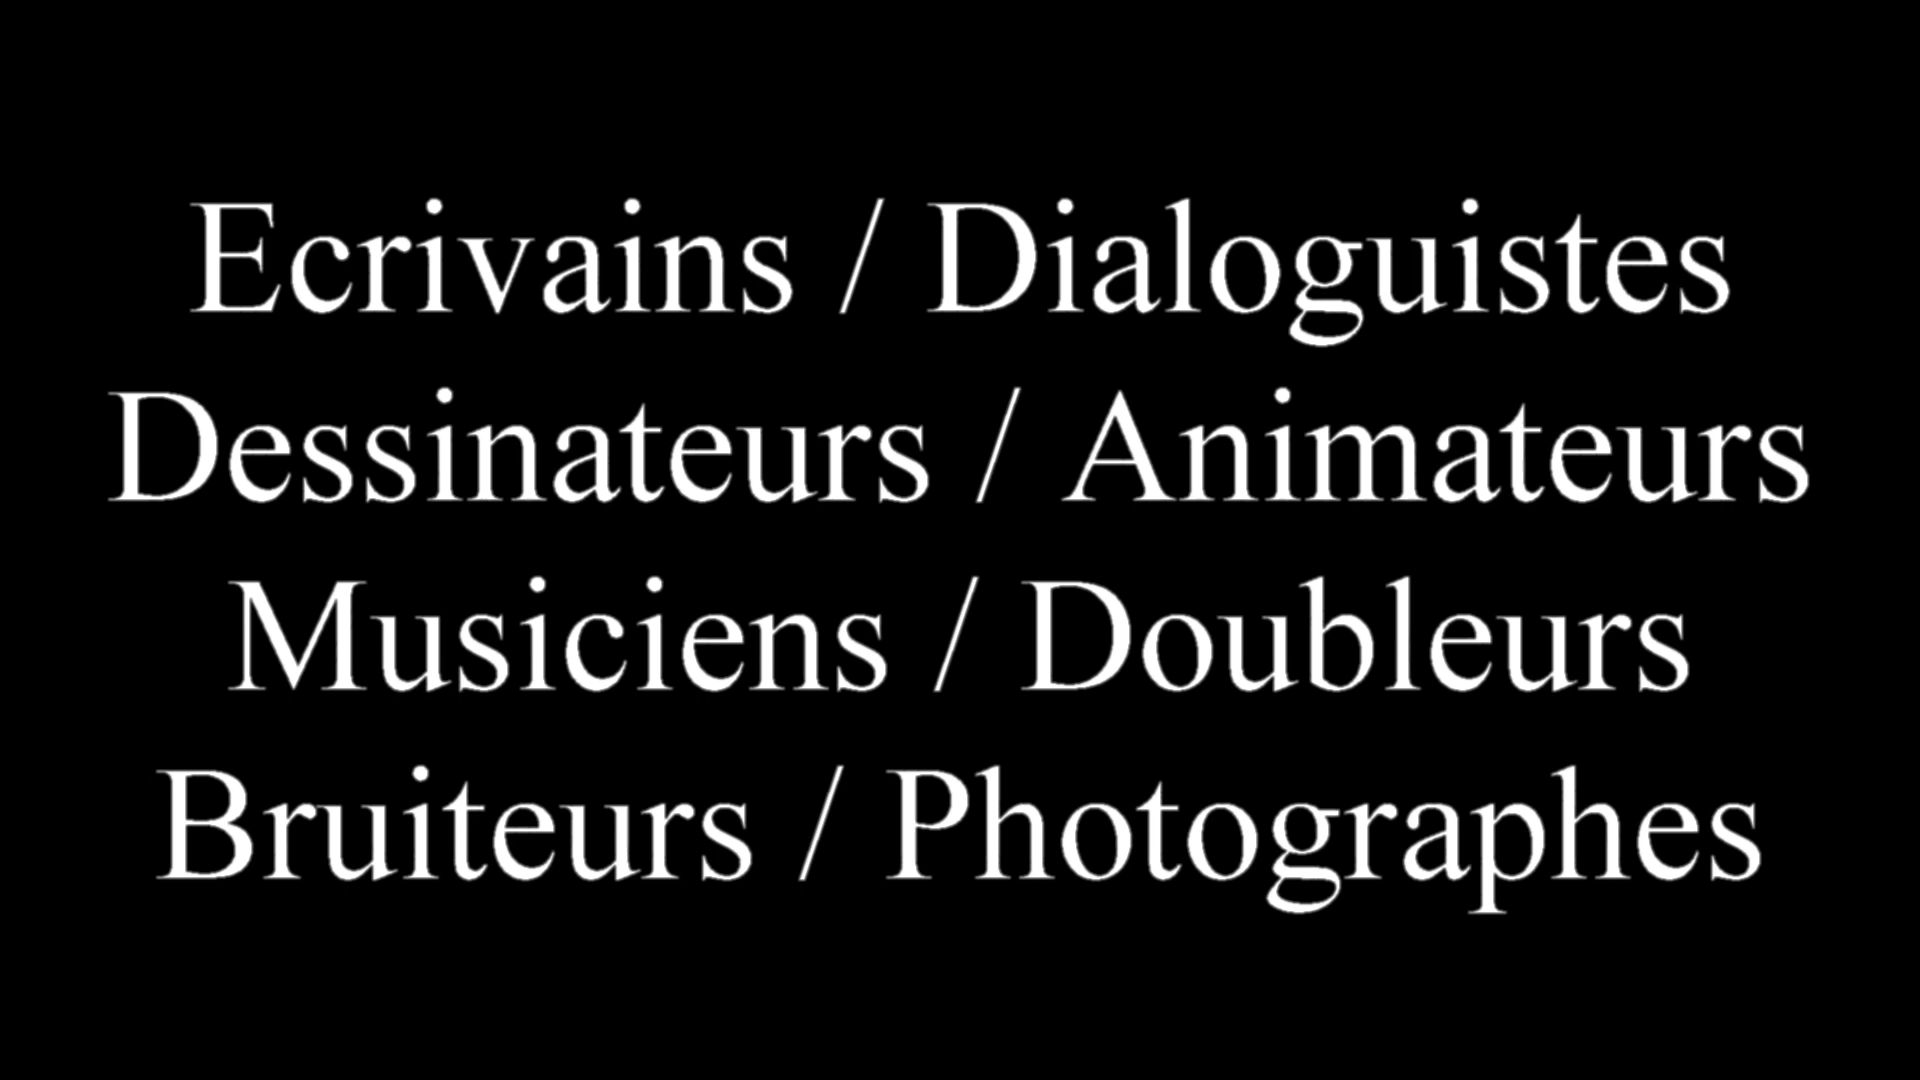 Ecrivains / Dialoguistes
Dessinateurs / Animateurs
Musiciens / Doubleurs
Bruiteurs / Photographes